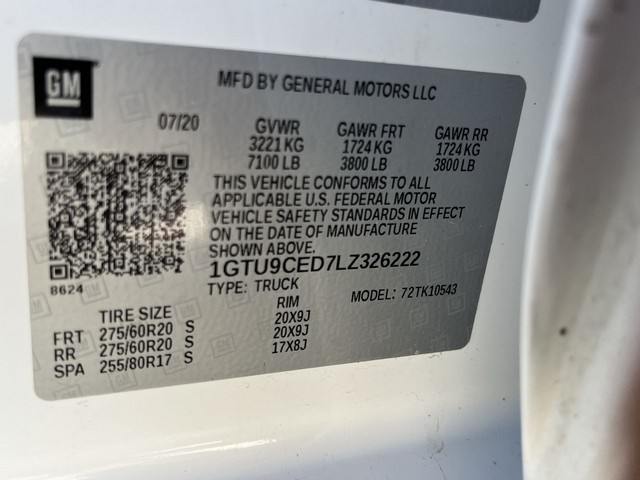 GM
MFD BY GENERAL MOTORS LLC
07/20 GVWR GAWR FRT GAWR RR
3221 KG 1724 KG 1724 KG
7100 LB 3800 LB 3800 LB
THIS VEHICLE CONFORMS TO ALL
APPLICABLE U.S. FEDERAL MOTOR
VEHICLE SAFETY STANDARDS IN EFFECT
ON THE DATE OF MANUFACTURE
SHOWN ABOVE.
8624
1GTU9CED7LZ326222
TYPE: TRUCK MODEL: 72TK10543
TIRE SIZE RIM
FRT 275/60R20 S 20X9J
RR 275/60R20 S 20X9J
SPA 255/80R17 S 17X8J